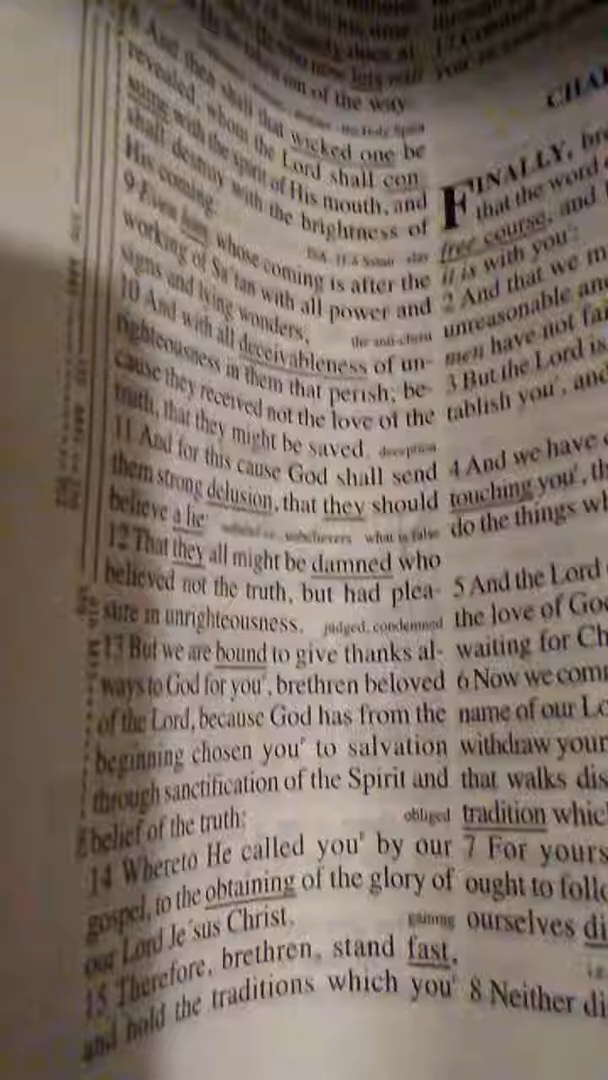 out of the way.
And then shall that wicked one be
revealed, whom the Lord shall con
sume with the spirit of His mouth, and
shall destroy with the brightness of
His coming.
9 Even him whose coming is after the
working of Sa'tan with all power and
signs and lying wonders,
the anti-christ
10 And with all deceivableness of un-
righteousness in them that perish; be-
cause they received not the love of the
truth, that they might be saved. deception
11 And for this cause God shall send
them strong delusion, that they should
believe a lie:
unbelievers what is false
12 That they all might be damned who
believed not the truth, but had plea-
sure in unrighteousness. judged, condemned
13 But we are bound to give thanks al-
ways to God for you', brethren beloved
of the Lord, because God has from the
beginning chosen you' to salvation
through sanctification of the Spirit and
belief of the truth: obliged
14 Whereto He called you' by our
gospel, to the obtaining of the glory of
our Lord Je'sus Christ. gaining
15 Therefore, brethren, stand fast,
and hold the traditions which you'
CHA
FINALLY, br
that the word
free course, and
it is with you':
2 And that we m
unreasonable and
men have not fai
3 But the Lord is
tablish you', and
4 And we have
touching you', th
do the things wh
5 And the Lord
the love of Go
waiting for Ch
6 Now we com
name of our Lo
withdraw your
that walks dis
tradition whic
7 For yours
ought to follo
ourselves di
8 Neither di